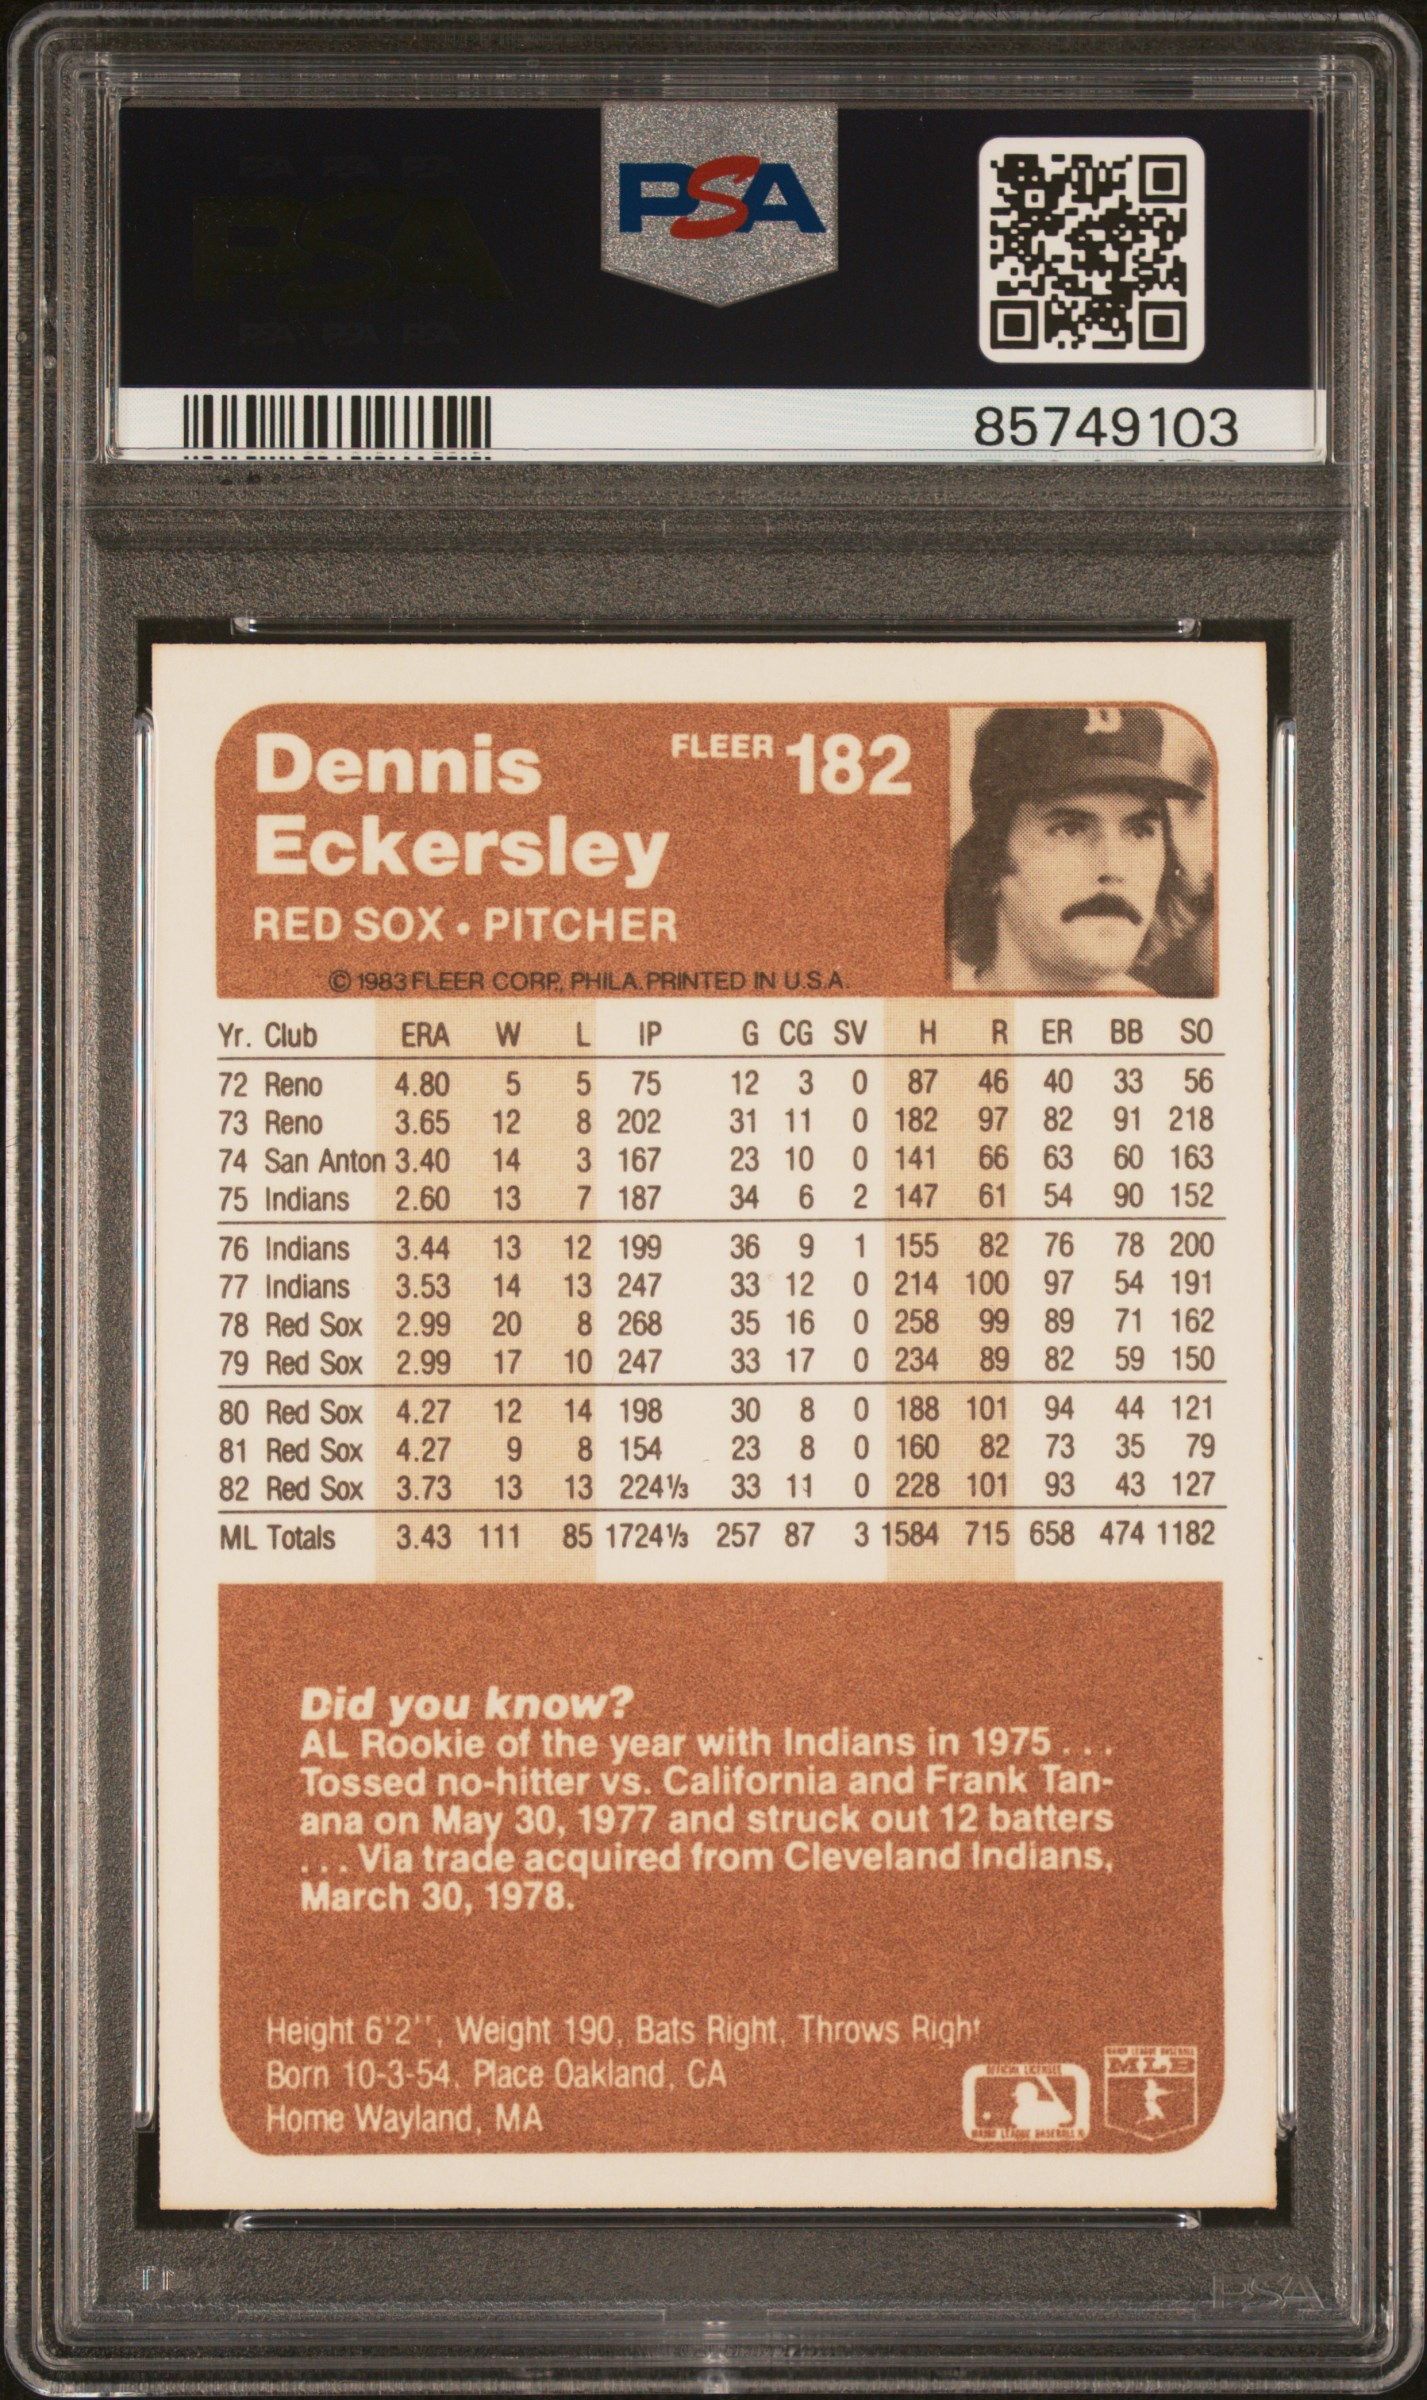 PSA
85749103
Dennis
FLEER 182
Eckersley
RED SOX • PITCHER
© 1983 FLEER CORP., PHILA. PRINTED IN U.S.A.
Yr. Club ERA W L IP G CG SV H R ER BB SO
72 Reno 4.80 5 5 75 12 3 0 87 46 40 33 56
73 Reno 3.65 12 8 202 31 11 0 182 97 82 91 218
74 San Anton 3.40 14 3 167 23 10 0 141 66 63 60 163
75 Indians 2.60 13 7 187 34 6 2 147 61 54 90 152
76 Indians 3.44 13 12 199 36 9 1 155 82 76 78 200
77 Indians 3.53 14 13 247 33 12 0 214 100 97 54 191
78 Red Sox 2.99 20 8 268 35 16 0 258 99 89 71 162
79 Red Sox 2.99 17 10 247 33 17 0 234 89 82 59 150
80 Red Sox 4.27 12 14 198 30 8 0 188 101 94 44 121
81 Red Sox 4.27 9 8 154 23 8 0 160 82 73 35 79
82 Red Sox 3.73 13 13 224⅓ 33 11 0 228 101 93 43 127
ML Totals 3.43 111 85 1724⅓ 257 87 3 1584 715 658 474 1182
Did you know?
AL Rookie of the year with Indians in 1975 . . .
Tossed no-hitter vs. California and Frank Tan-
ana on May 30, 1977 and struck out 12 batters
. . . Via trade acquired from Cleveland Indians,
March 30, 1978.
Height 6'2'', Weight 190, Bats Right, Throws Right
Born 10-3-54, Place Oakland, CA
Home Wayland, MA
MAJOR LEAGUE BASEBALL
MLB
OFFICIAL LICENSEE
MAJOR LEAGUE BASEBALL
PSA